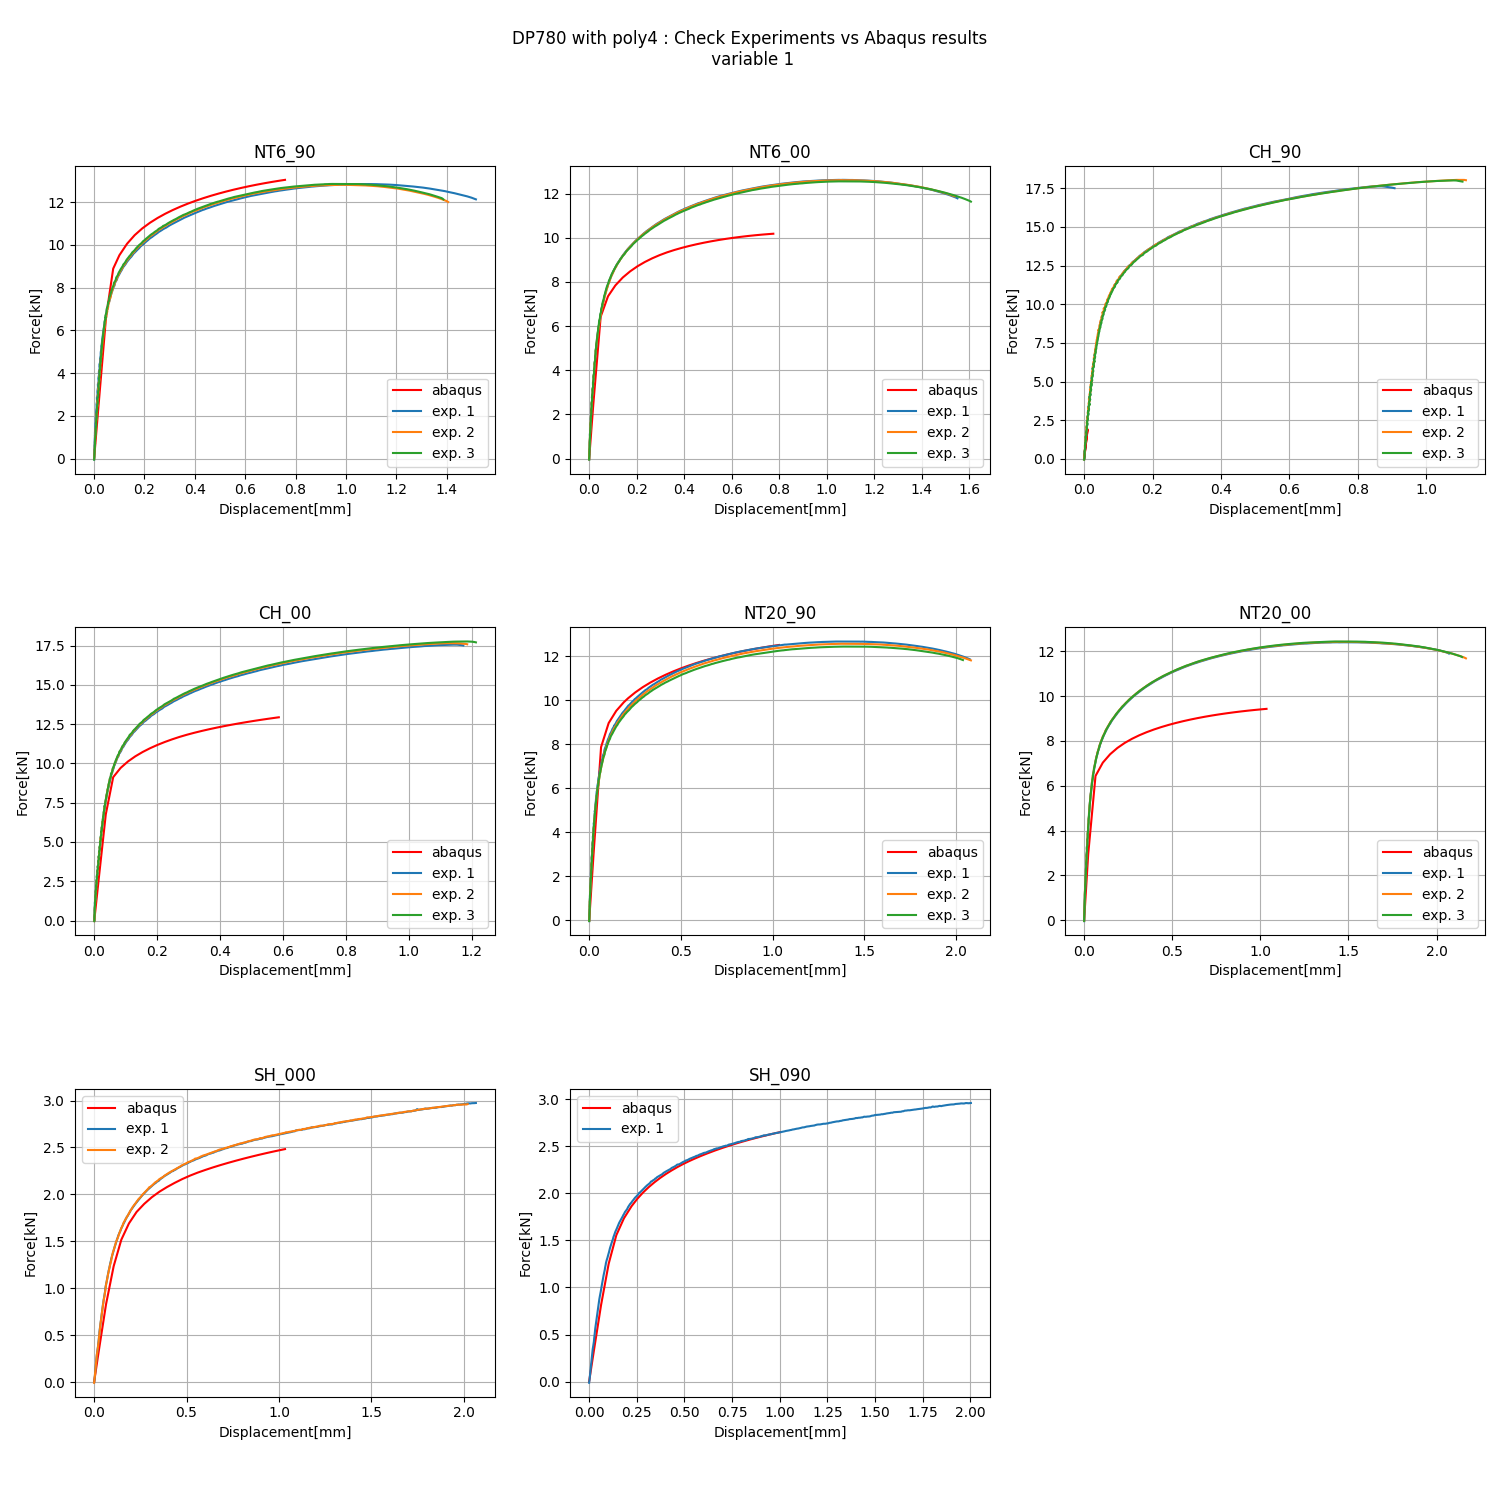 DP780 with poly4 : Check Experiments vs Abaqus results
variable 1
NT6_90
Force[kN]
12
10
8
6
4
2
0
abaqus
exp. 1
exp. 2
exp. 3
0.0 0.2 0.4 0.6 0.8 1.0 1.2 1.4
Displacement[mm]
NT6_00
Force[kN]
12
10
8
6
4
2
0
abaqus
exp. 1
exp. 2
exp. 3
0.0 0.2 0.4 0.6 0.8 1.0 1.2 1.4 1.6
Displacement[mm]
CH_90
Force[kN]
17.5
15.0
12.5
10.0
7.5
5.0
2.5
0.0
abaqus
exp. 1
exp. 2
exp. 3
0.0 0.2 0.4 0.6 0.8 1.0
Displacement[mm]
CH_00
Force[kN]
17.5
15.0
12.5
10.0
7.5
5.0
2.5
0.0
abaqus
exp. 1
exp. 2
exp. 3
0.0 0.2 0.4 0.6 0.8 1.0 1.2
Displacement[mm]
NT20_90
Force[kN]
12
10
8
6
4
2
0
abaqus
exp. 1
exp. 2
exp. 3
0.0 0.5 1.0 1.5 2.0
Displacement[mm]
NT20_00
Force[kN]
12
10
8
6
4
2
0
abaqus
exp. 1
exp. 2
exp. 3
0.0 0.5 1.0 1.5 2.0
Displacement[mm]
SH_000
Force[kN]
3.0
2.5
2.0
1.5
1.0
0.5
0.0
abaqus
exp. 1
exp. 2
0.0 0.5 1.0 1.5 2.0
Displacement[mm]
SH_090
Force[kN]
3.0
2.5
2.0
1.5
1.0
0.5
0.0
abaqus
exp. 1
0.00 0.25 0.50 0.75 1.00 1.25 1.50 1.75 2.00
Displacement[mm]